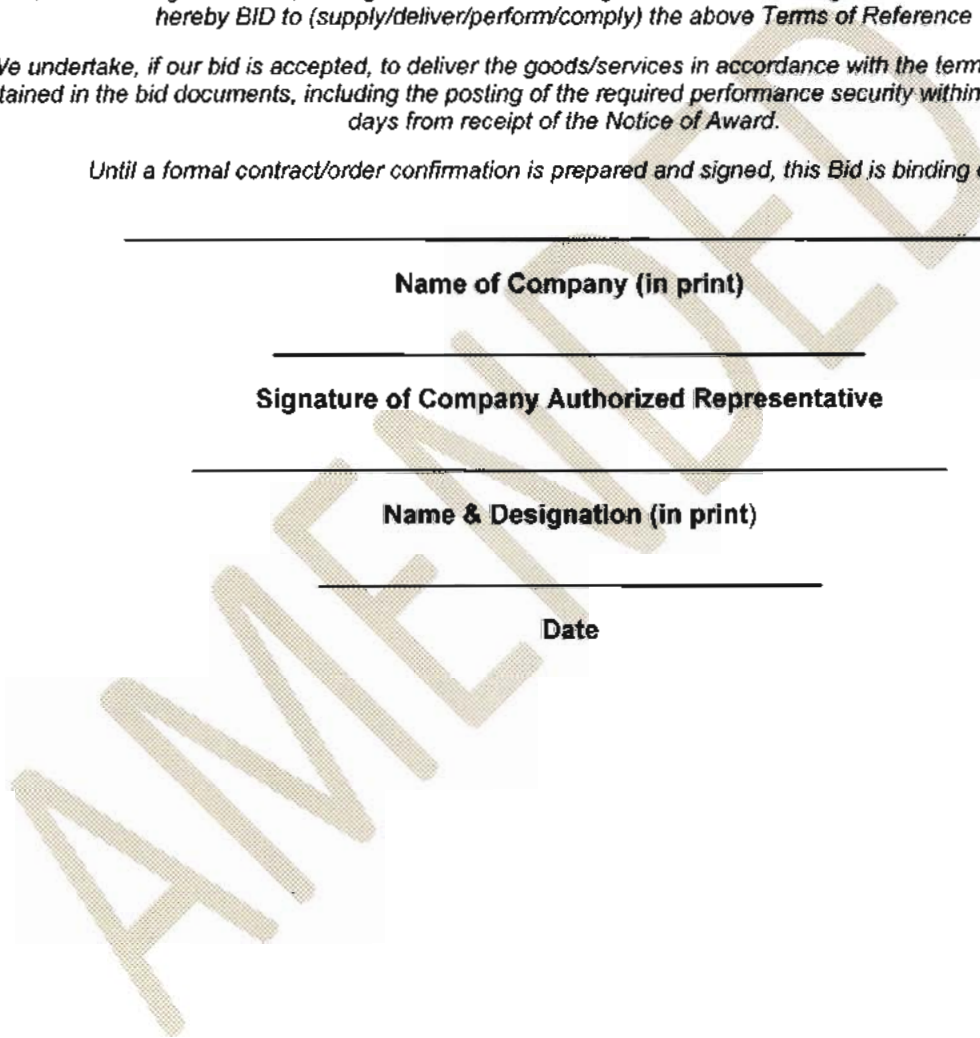 hereby BID to (supply/deliver/perform/comply) the above Terms of Reference
undertake, if our bid is accepted, to deliver the goods/services in accordance with the
in the bid documents, including the posting of the required performance security within
days from receipt of the Notice of Award.
Until a formal contract/order confirmation is prepared and signed, this Bid is binding
Name of Company (in print)
Signature of Company Authorized Representative
Name & Designation (in print)
Date
AMENDED